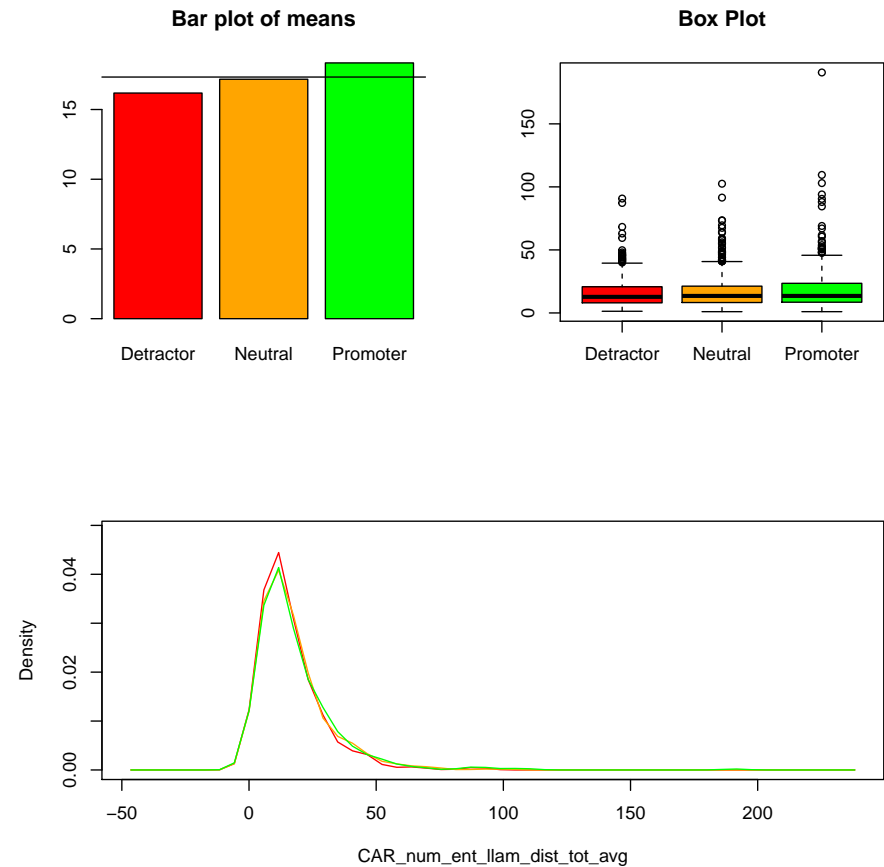 Bar plot of means
0
5
10
15
Detractor
Neutral
Promoter
Box Plot
0
50
100
150
Detractor
Neutral
Promoter
Density
0.00
0.02
0.04
−50
0
50
100
150
200
CAR_num_ent_llam_dist_tot_avg